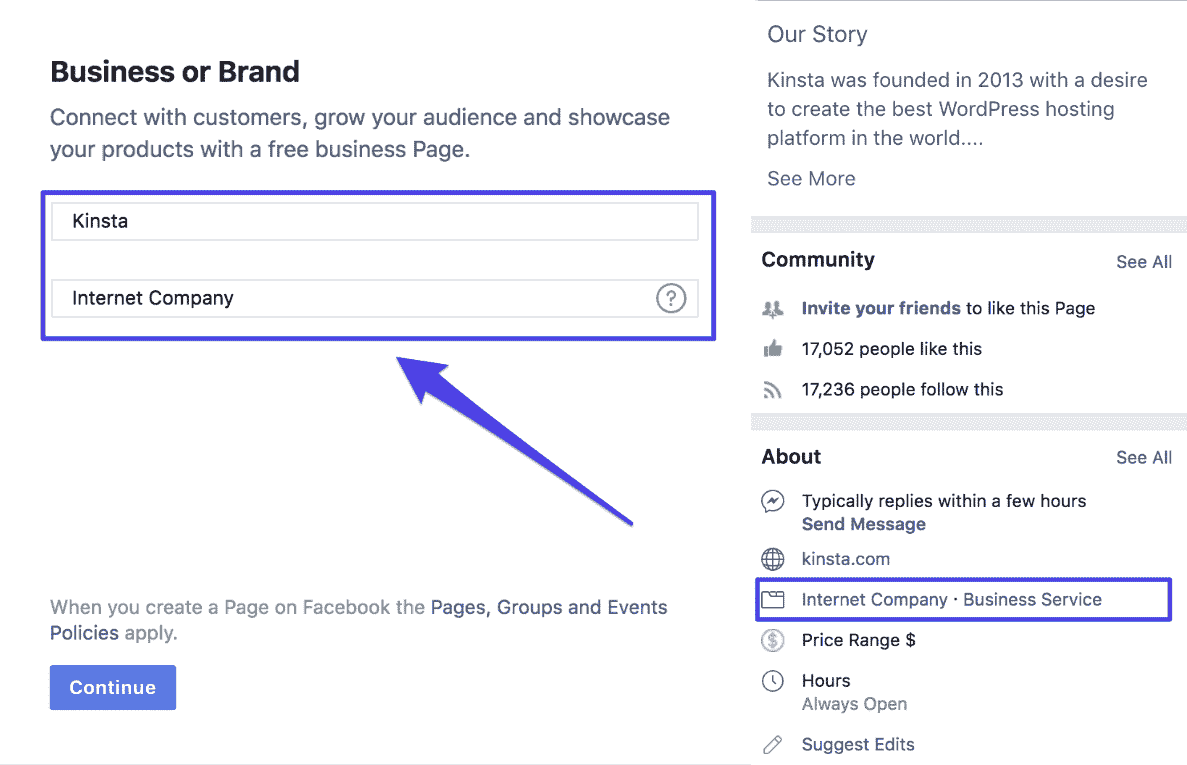 Business or Brand
Connect with customers, grow your audience and showcase
your products with a free business Page.
Kinsta
Internet Company
?
When you create a Page on Facebook the Pages, Groups and Events
Policies apply.
Continue
Our Story
Kinsta was founded in 2013 with a desire
to create the best WordPress hosting
platform in the world....
See More
Community See All
Invite your friends to like this Page
17,052 people like this
17,236 people follow this
About See All
Typically replies within a few hours
Send Message
kinsta.com
Internet Company · Business Service
$ Price Range $
Hours
Always Open
Suggest Edits